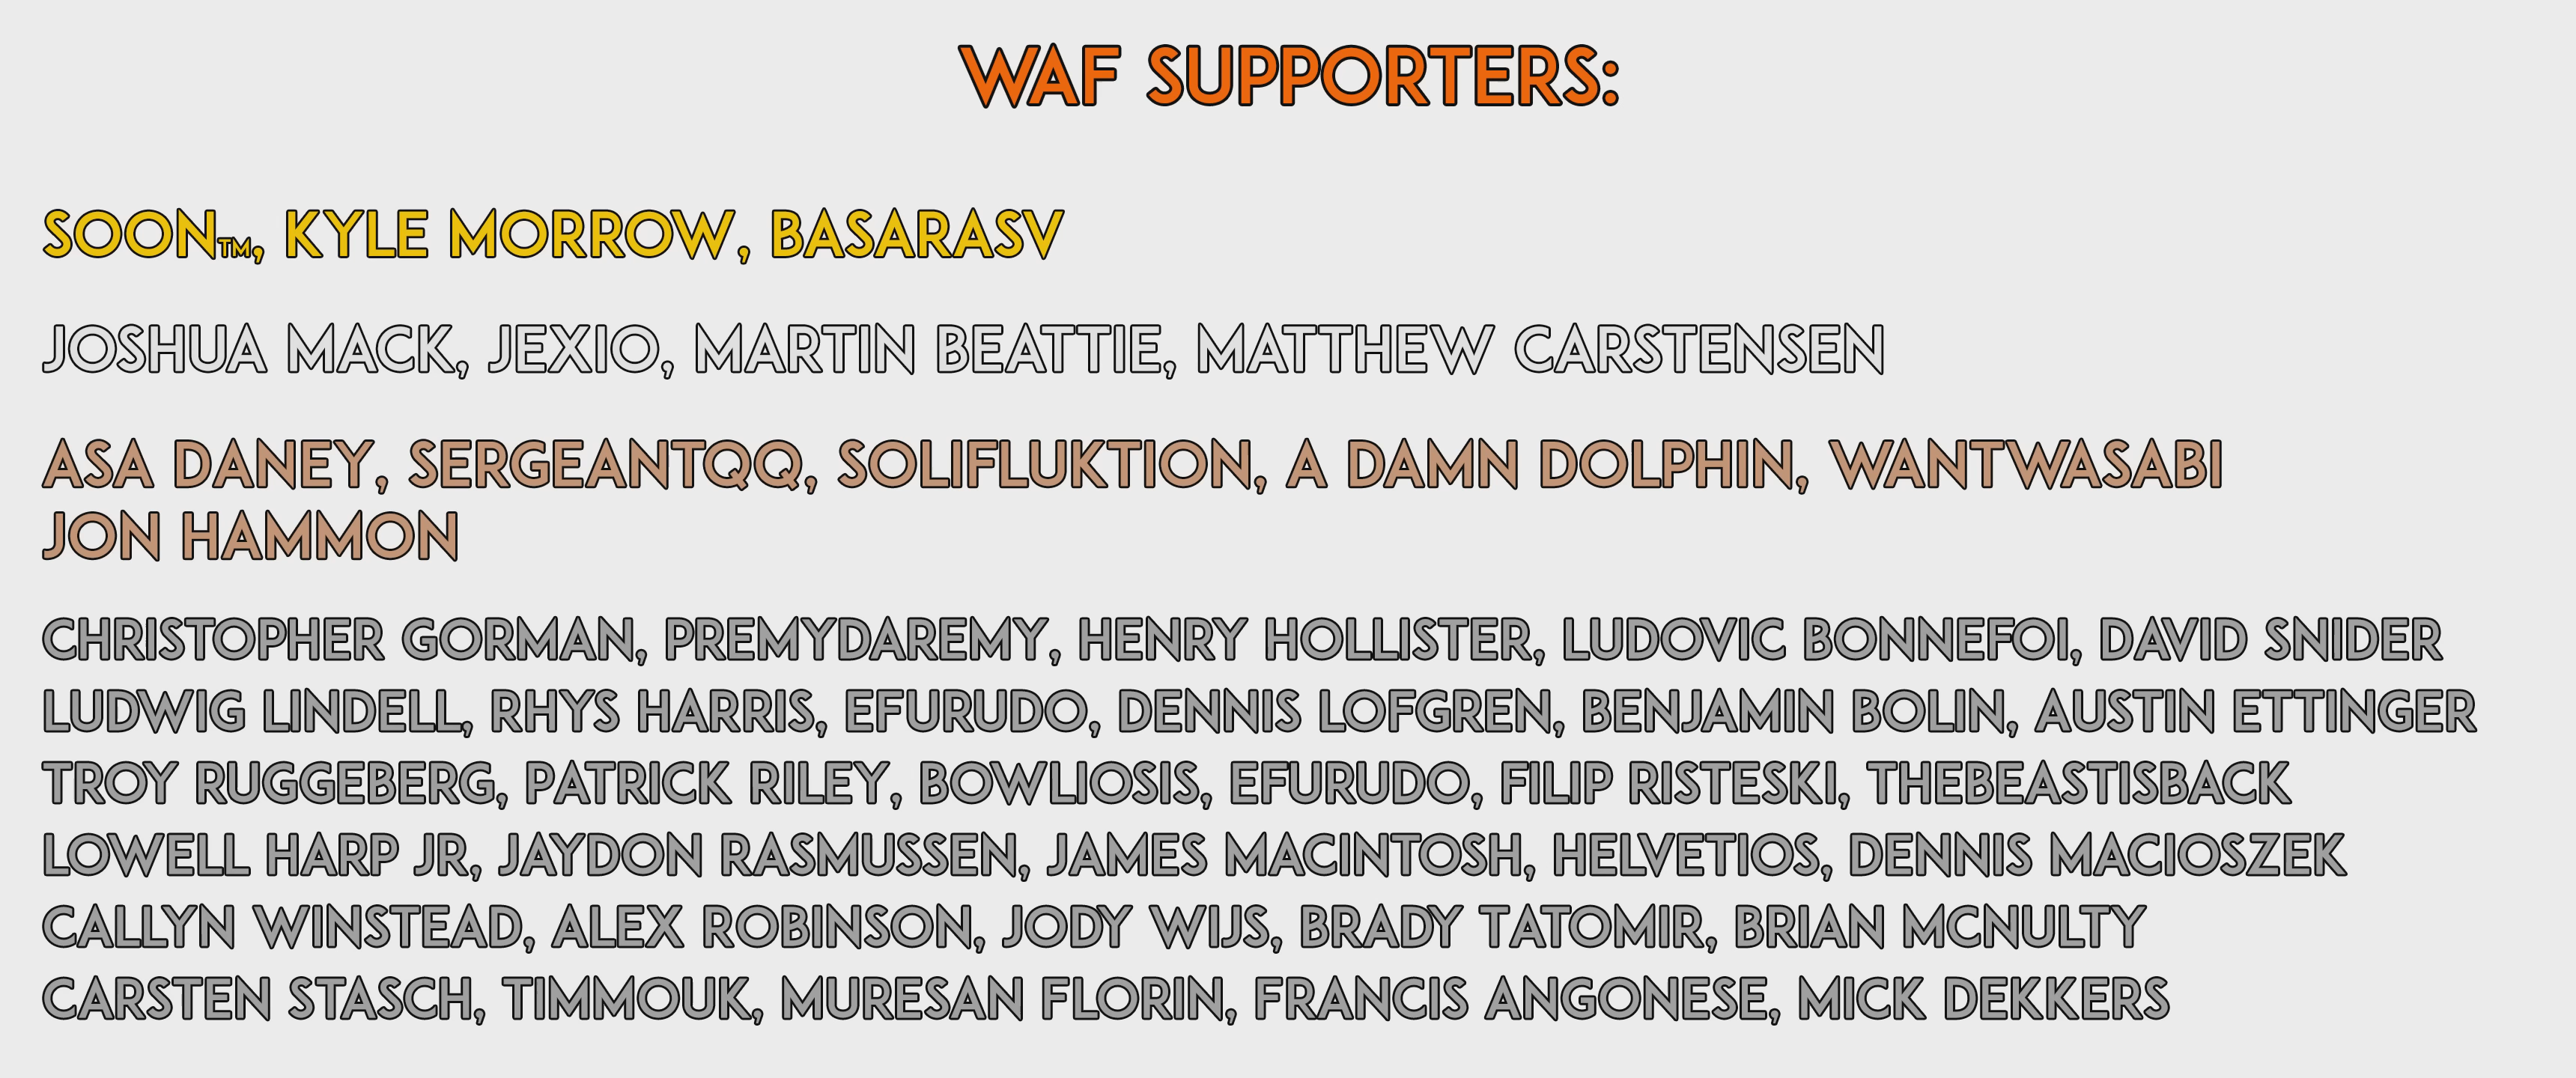 WAF SUPPORTERS:
SOON™, KYLE MORROW, BASARASV
JOSHUA MACK, JEXIO, MARTIN BEATTIE, MATTHEW CARSTENSEN
ASA DANEY, SERGEANTQQ, SOLIFLUKTION, A DAMN DOLPHIN, WANTWASABI
JON HAMMON
CHRISTOPHER GORMAN, PREMYDAREMY, HENRY HOLLISTER, LUDOVIC BONNEFOI, DAVID SNIDER
LUDWIG LINDELL, RHYS HARRIS, EFURUDO, DENNIS LOFGREN, BENJAMIN BOLIN, AUSTIN ETTINGER
TROY RUGGEBERG, PATRICK RILEY, BOWLIOSIS, EFURUDO, FILIP RISTESKI, THEBEASTISBACK
LOWELL HARP JR, JAYDON RASMUSSEN, JAMES MACINTOSH, HELVETIOS, DENNIS MACIOSZEK
CALLYN WINSTEAD, ALEX ROBINSON, JODY WIJS, BRADY TATOMIR, BRIAN MCNULTY
CARSTEN STASCH, TIMMOUK, MURESAN FLORIN, FRANCIS ANGONESE, MICK DEKKERS